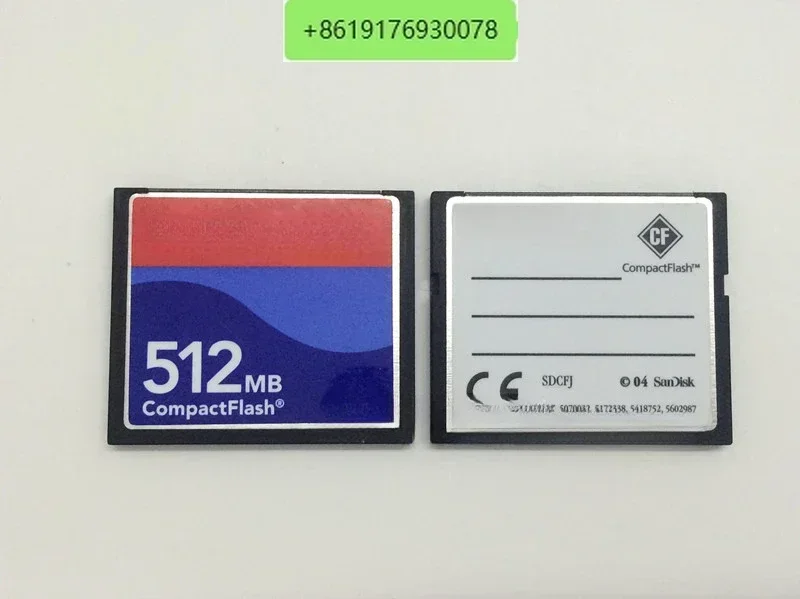 +8619176930078
512MB
CompactFlash®
CF
CompactFlash™
CE SDCFJ © 04 SanDisk
5418752, 5602987